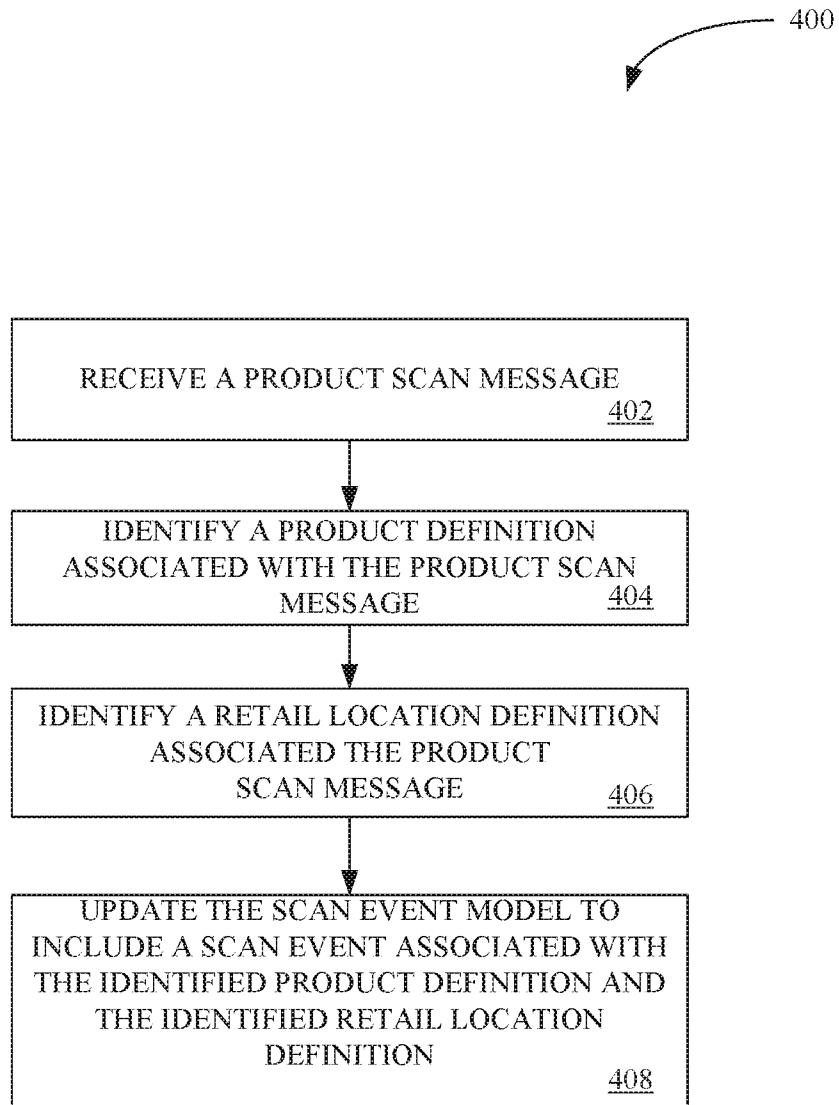 400
RECEIVE A PRODUCT SCAN MESSAGE
402
IDENTIFY A PRODUCT DEFINITION
ASSOCIATED WITH THE PRODUCT SCAN
MESSAGE
404
IDENTIFY A RETAIL LOCATION DEFINITION
ASSOCIATED THE PRODUCT
SCAN MESSAGE
406
UPDATE THE SCAN EVENT MODEL TO
INCLUDE A SCAN EVENT ASSOCIATED WITH
THE IDENTIFIED PRODUCT DEFINITION AND
THE IDENTIFIED RETAIL LOCATION
DEFINITION
408